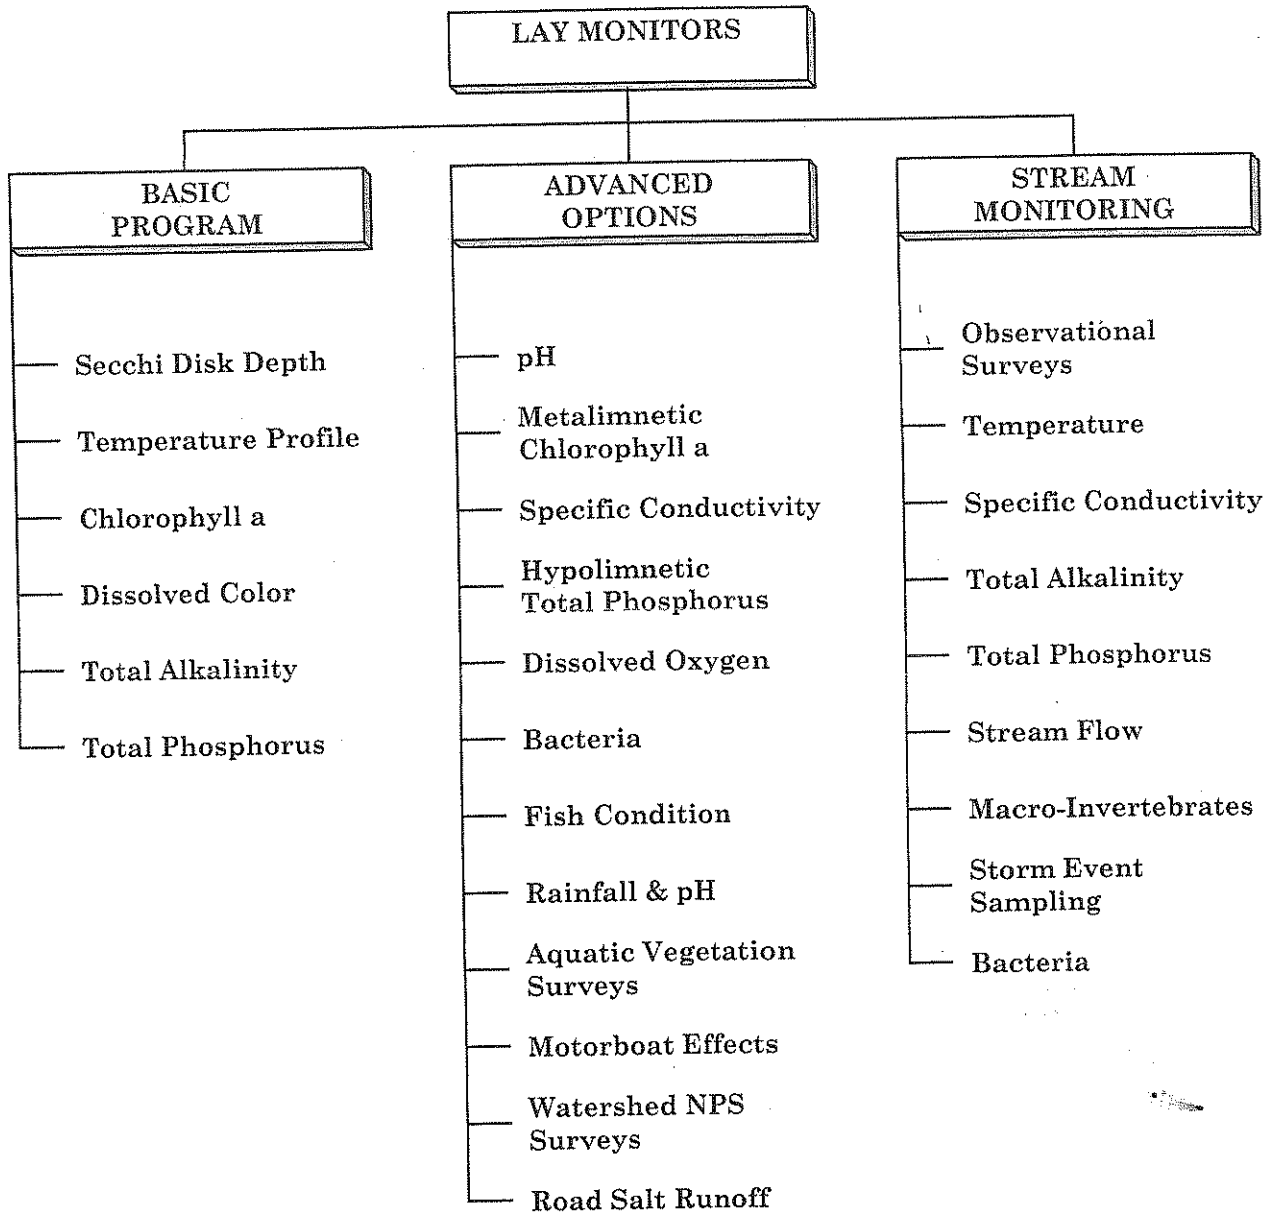 LAY MONITORS
BASIC
PROGRAM
Secchi Disk Depth
Temperature Profile
Chlorophyll a
Dissolved Color
Total Alkalinity
Total Phosphorus
ADVANCED
OPTIONS
pH
Metalimnetic
Chlorophyll a
Specific Conductivity
Hypolimnetic
Total Phosphorus
Dissolved Oxygen
Bacteria
Fish Condition
Rainfall & pH
Aquatic Vegetation
Surveys
Motorboat Effects
Watershed NPS
Surveys
Road Salt Runoff
STREAM
MONITORING
Observational
Surveys
Temperature
Specific Conductivity
Total Alkalinity
Total Phosphorus
Stream Flow
Macro-Invertebrates
Storm Event
Sampling
Bacteria